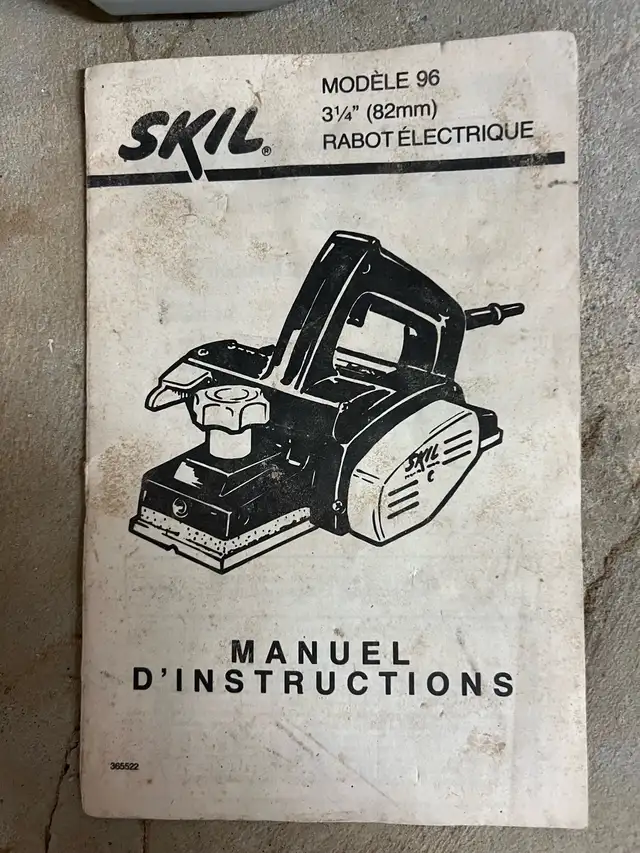 SKIL®
MODÈLE 96
3¼" (82mm)
RABOT ÉLECTRIQUE
SKIL
MANUEL
D'INSTRUCTIONS
365522